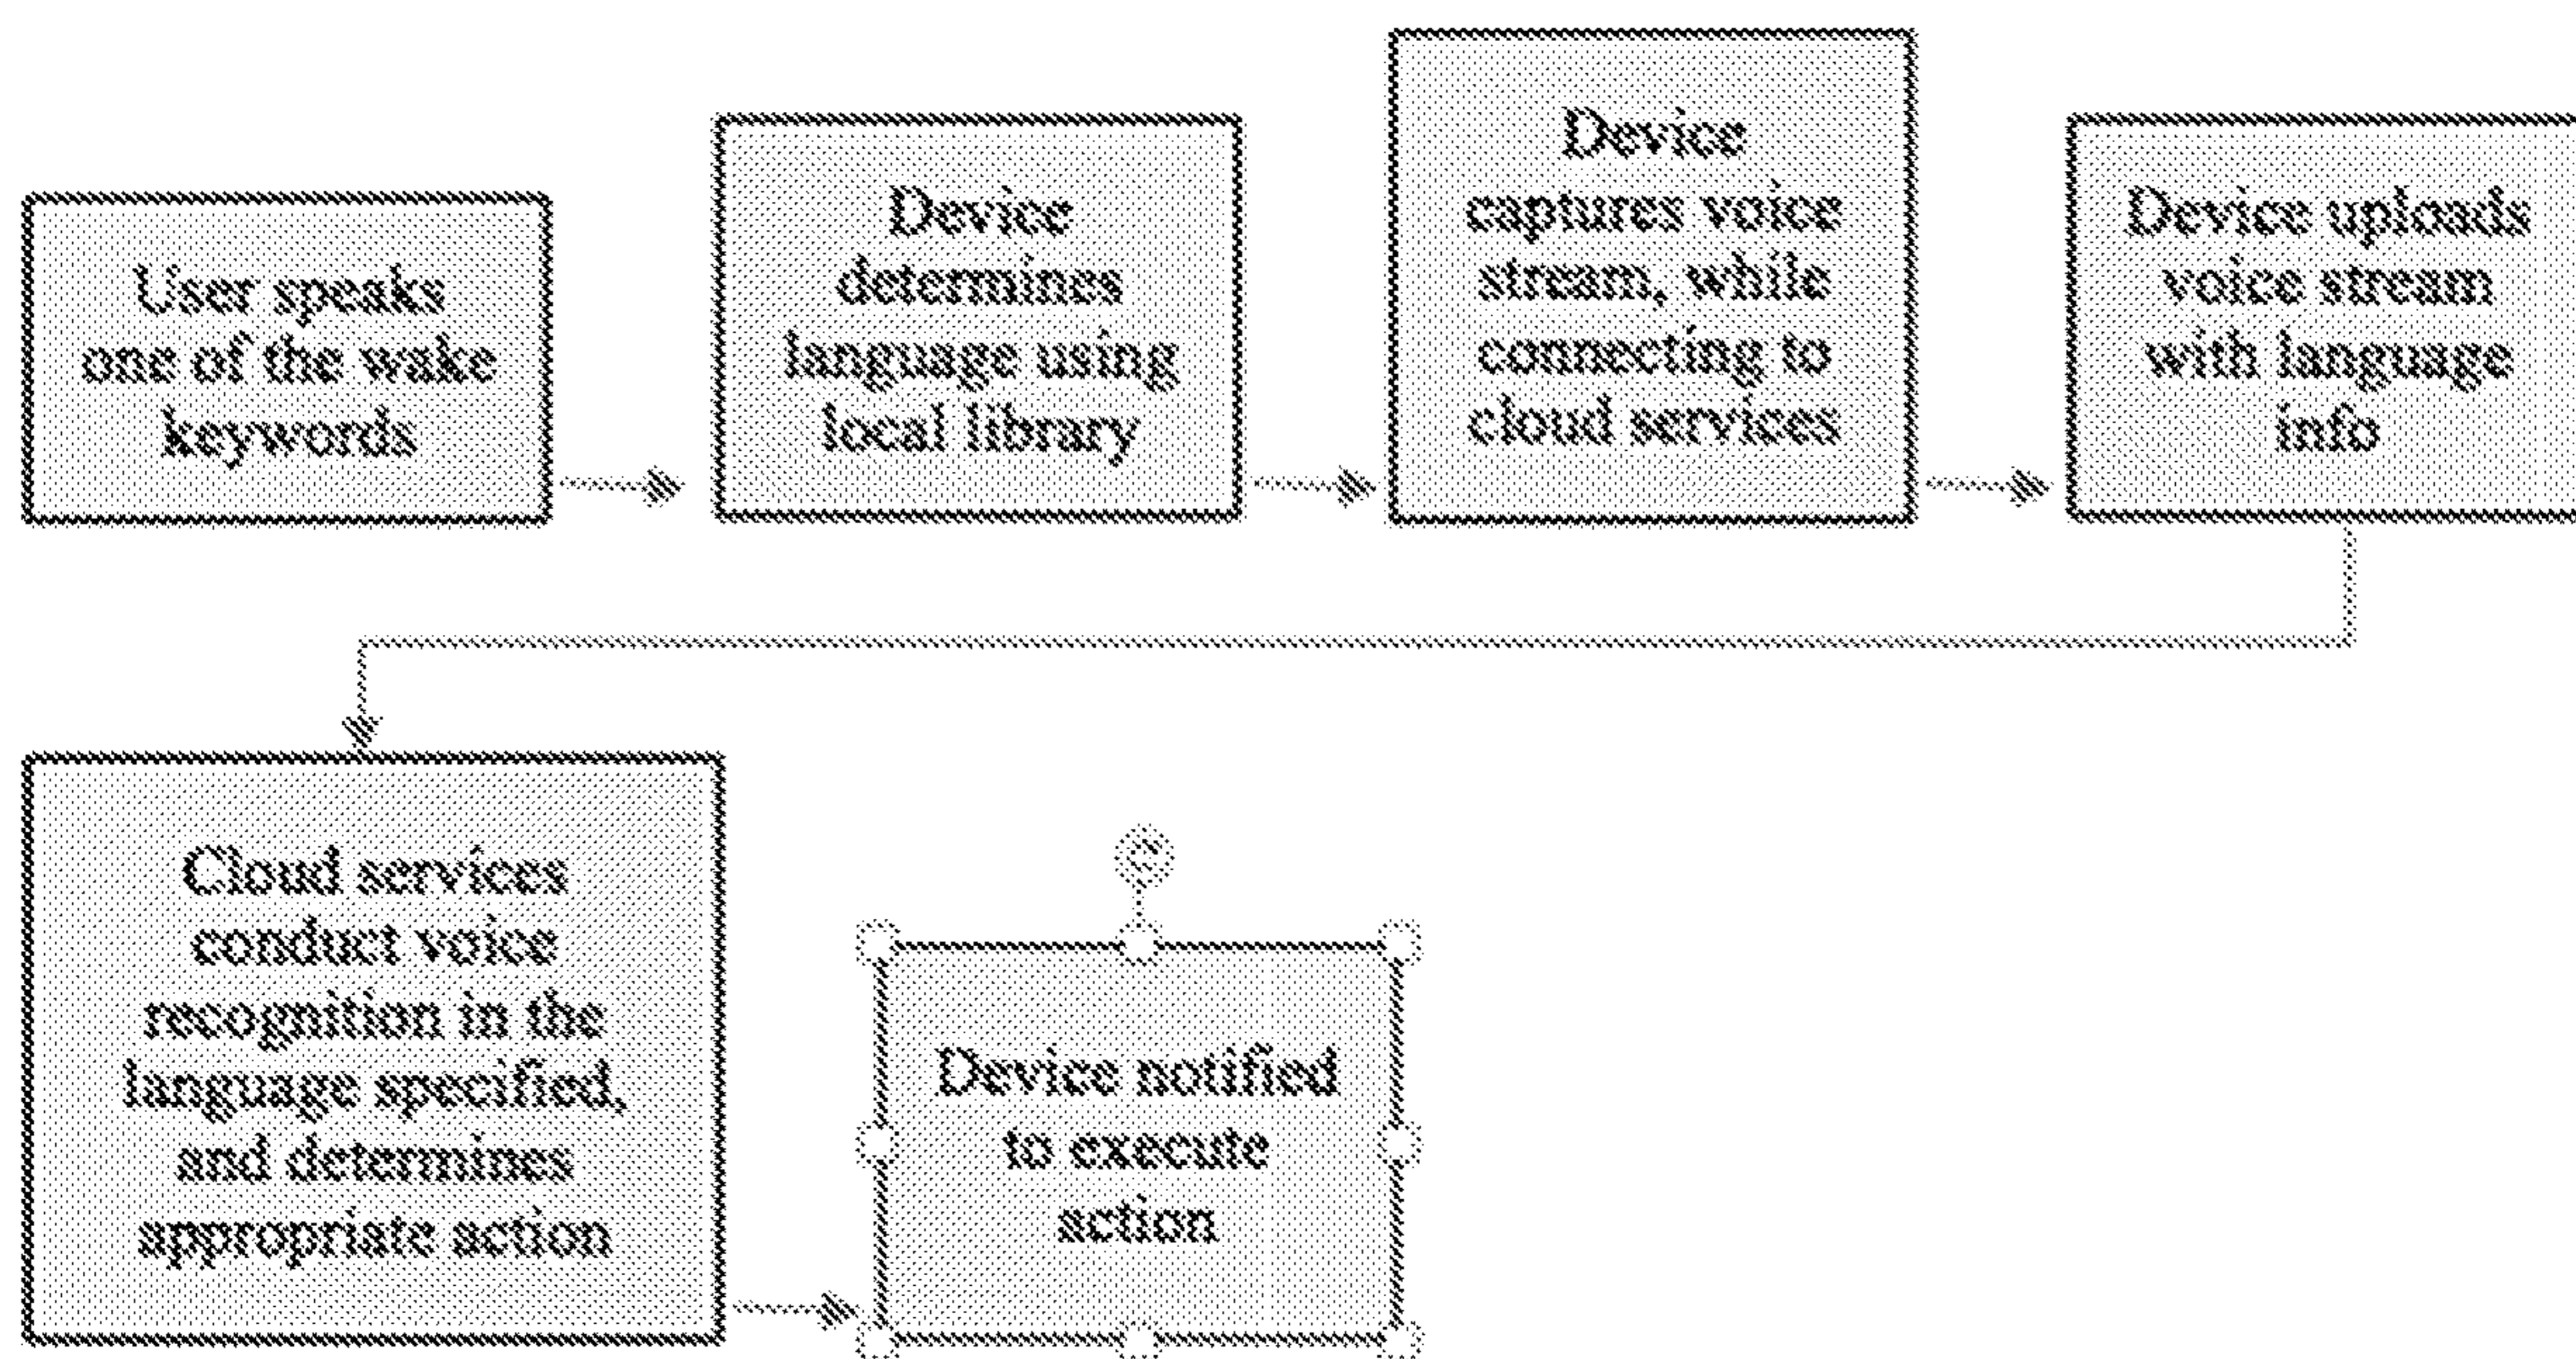 User speaks
one of the wake
keywords
Device
determines
language using
local library
Device
captures voice
stream, while
connecting to
cloud services
Device uploads
voice stream
with language
info
Cloud services
conduct voice
recognition in the
language specified,
and determines
appropriate action
Device notified
to execute
action